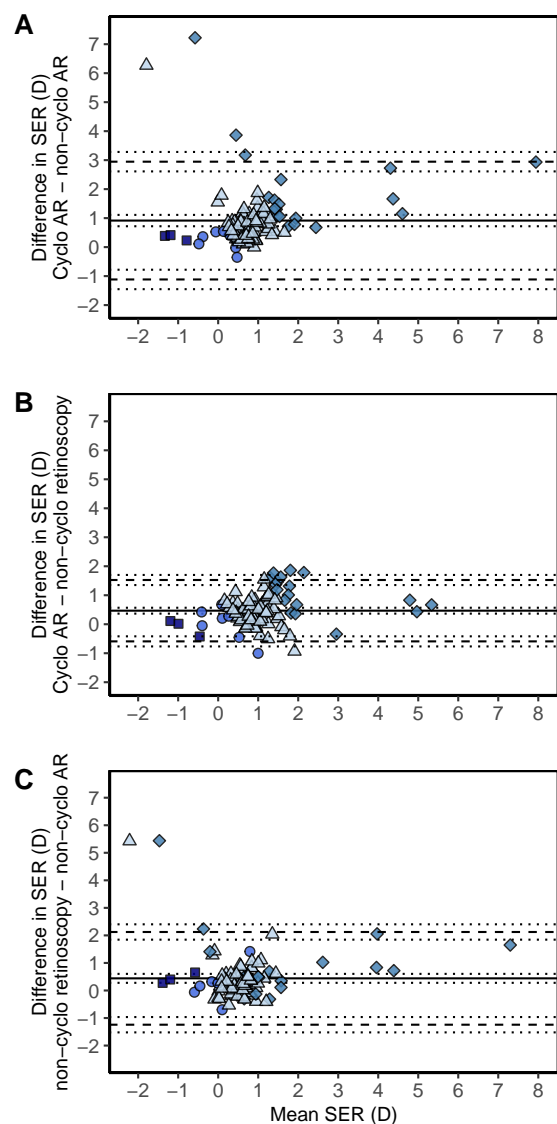 A
Difference in SER (D)
Cyclo AR − non−cyclo AR
7
6
5
4
3
2
1
0
−1
−2
−2 −1 0 1 2 3 4 5 6 7 8
B
Difference in SER (D)
Cyclo AR − non−cyclo retinoscopy
7
6
5
4
3
2
1
0
−1
−2
−2 −1 0 1 2 3 4 5 6 7 8
C
Difference in SER (D)
non−cyclo retinoscopy − non−cyclo AR
7
6
5
4
3
2
1
0
−1
−2
−2 −1 0 1 2 3 4 5 6 7 8
Mean SER (D)